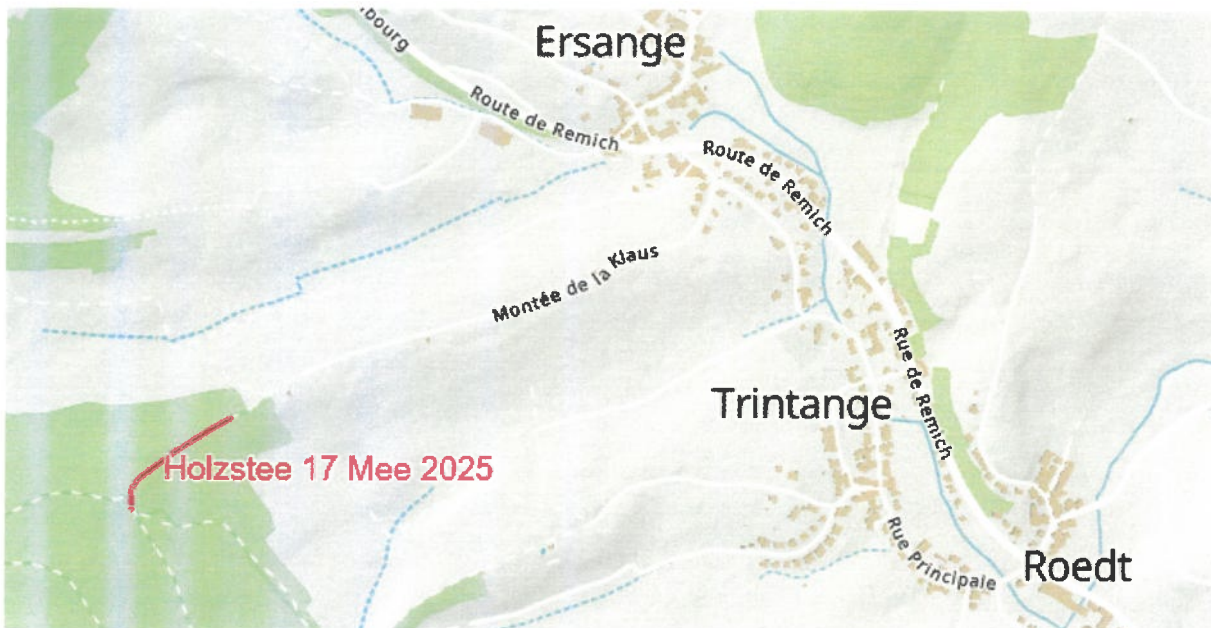 bourg
Ersange
Route de Remich
Route de Remich
Montée de la Klaus
Rue de Remich
Trintange
Holzstee 17 Mee 2025
Rue Principale
Roedt